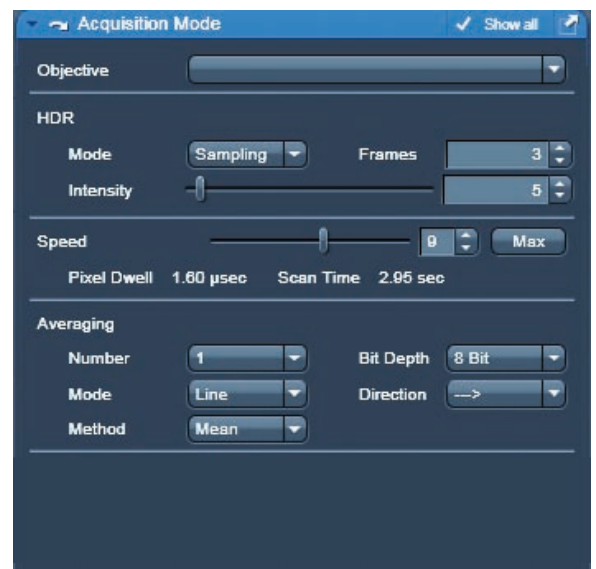 Acquisition Mode Show all
Objective
HDR
Mode Sampling Frames 3
Intensity 5
Speed 9 Max
Pixel Dwell 1.60 µsec Scan Time 2.95 sec
Averaging
Number 1 Bit Depth 8 Bit
Mode Line Direction --->
Method Mean